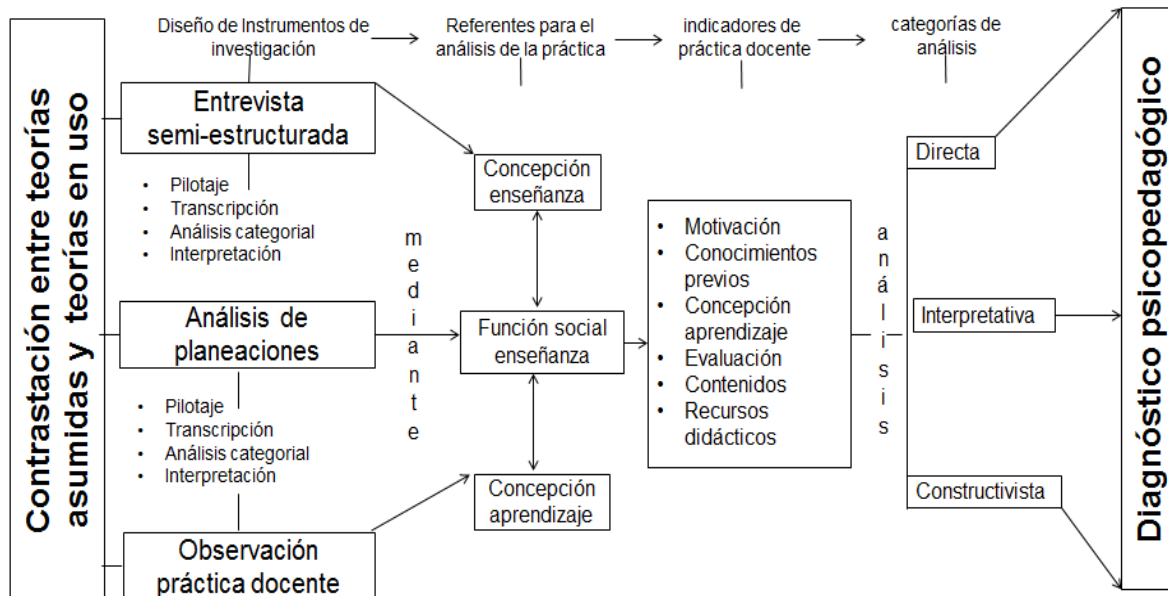 Contrastación entre teorías
asumidas y teorías en uso
Diseño de Instrumentos de
investigación
Referentes para el
análisis de la práctica
indicadores de
práctica docente
categorías de
análisis
Entrevista
semi-estructurada
• Pilotaje
• Transcripción
• Análisis categorial
• Interpretación
Análisis de
planeaciones
• Pilotaje
• Transcripción
• Análisis categorial
• Interpretación
Observación
práctica docente
mediante
Concepción
enseñanza
Función social
enseñanza
Concepción
aprendizaje
• Motivación
• Conocimientos
previos
• Concepción
aprendizaje
• Evaluación
• Contenidos
• Recursos
didácticos
análisis
Directa
Interpretativa
Constructivista
Diagnóstico psicopedagógico